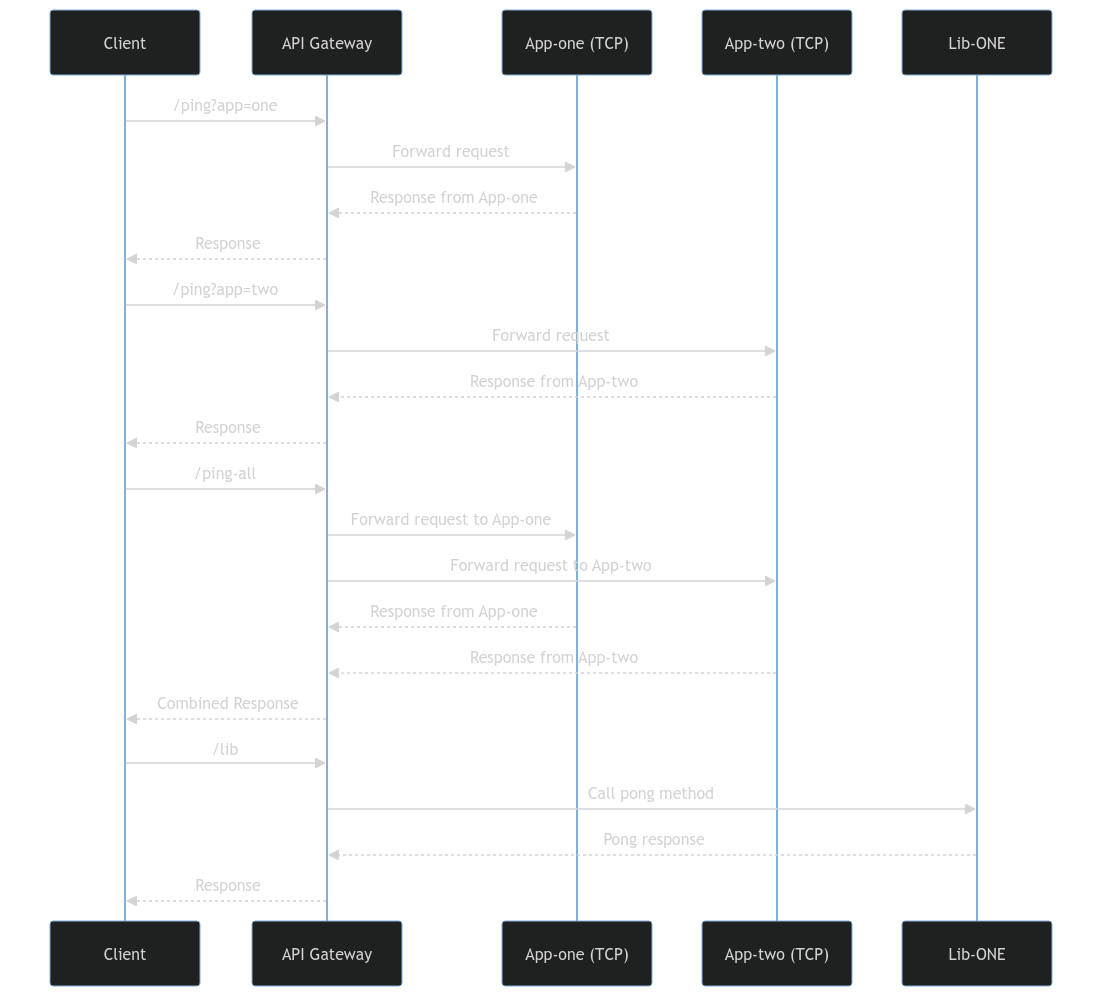 Client
API Gateway
App-one (TCP)
App-two (TCP)
Lib-ONE
/ping?app=one
Forward request
Response from App-one
Response
/ping?app=two
Forward request
Response from App-two
Response
/ping-all
Forward request to App-one
Forward request to App-two
Response from App-one
Response from App-two
Combined Response
/lib
Call pong method
Pong response
Response
Client
API Gateway
App-one (TCP)
App-two (TCP)
Lib-ONE